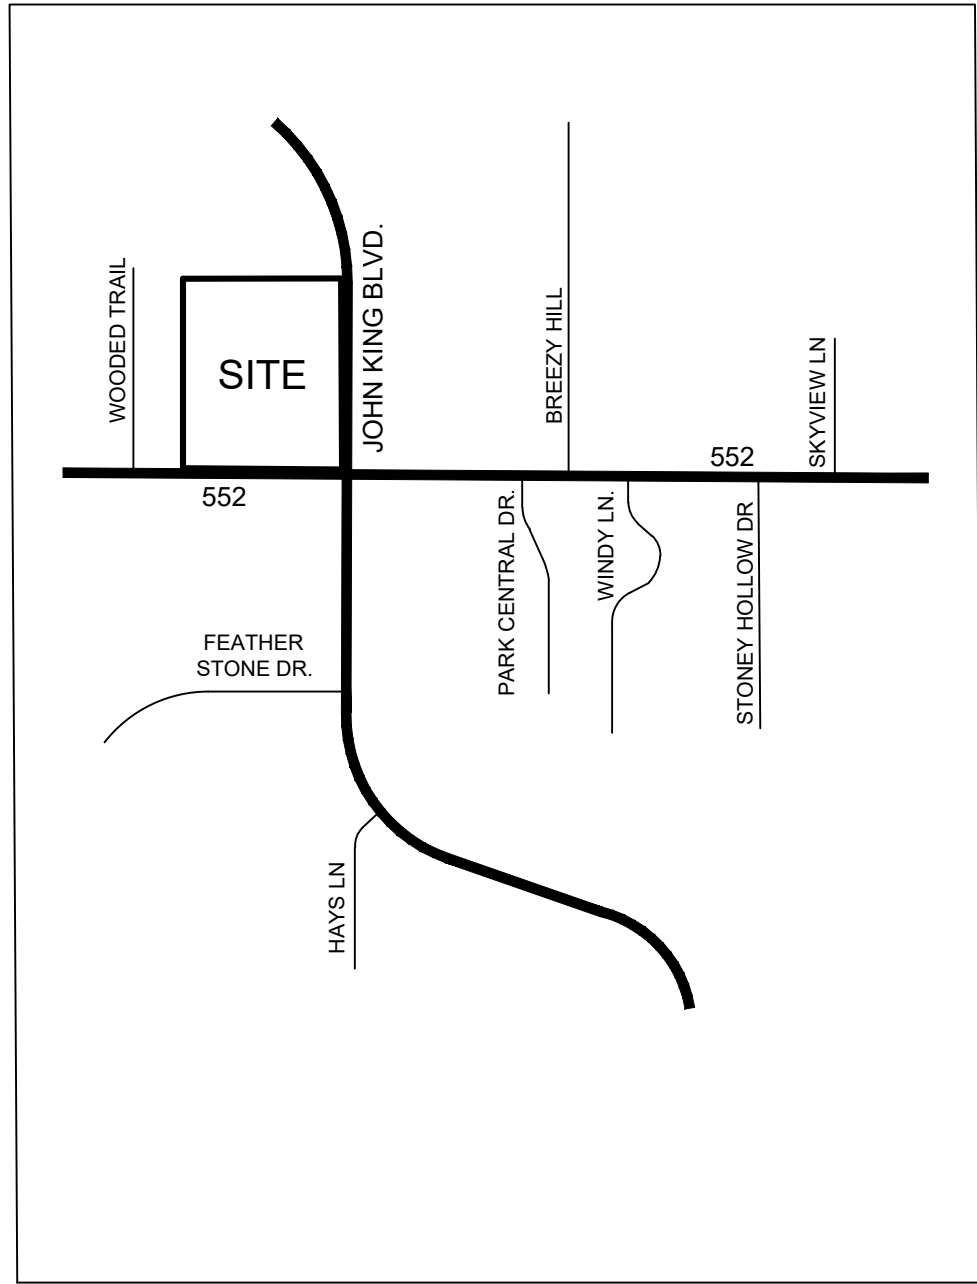 WOODED TRAIL
SITE
JOHN KING BLVD.
BREEZY HILL
SKYVIEW LN
552
552
PARK CENTRAL DR.
WINDY LN.
STONEY HOLLOW DR
FEATHER
STONE DR.
HAYS LN